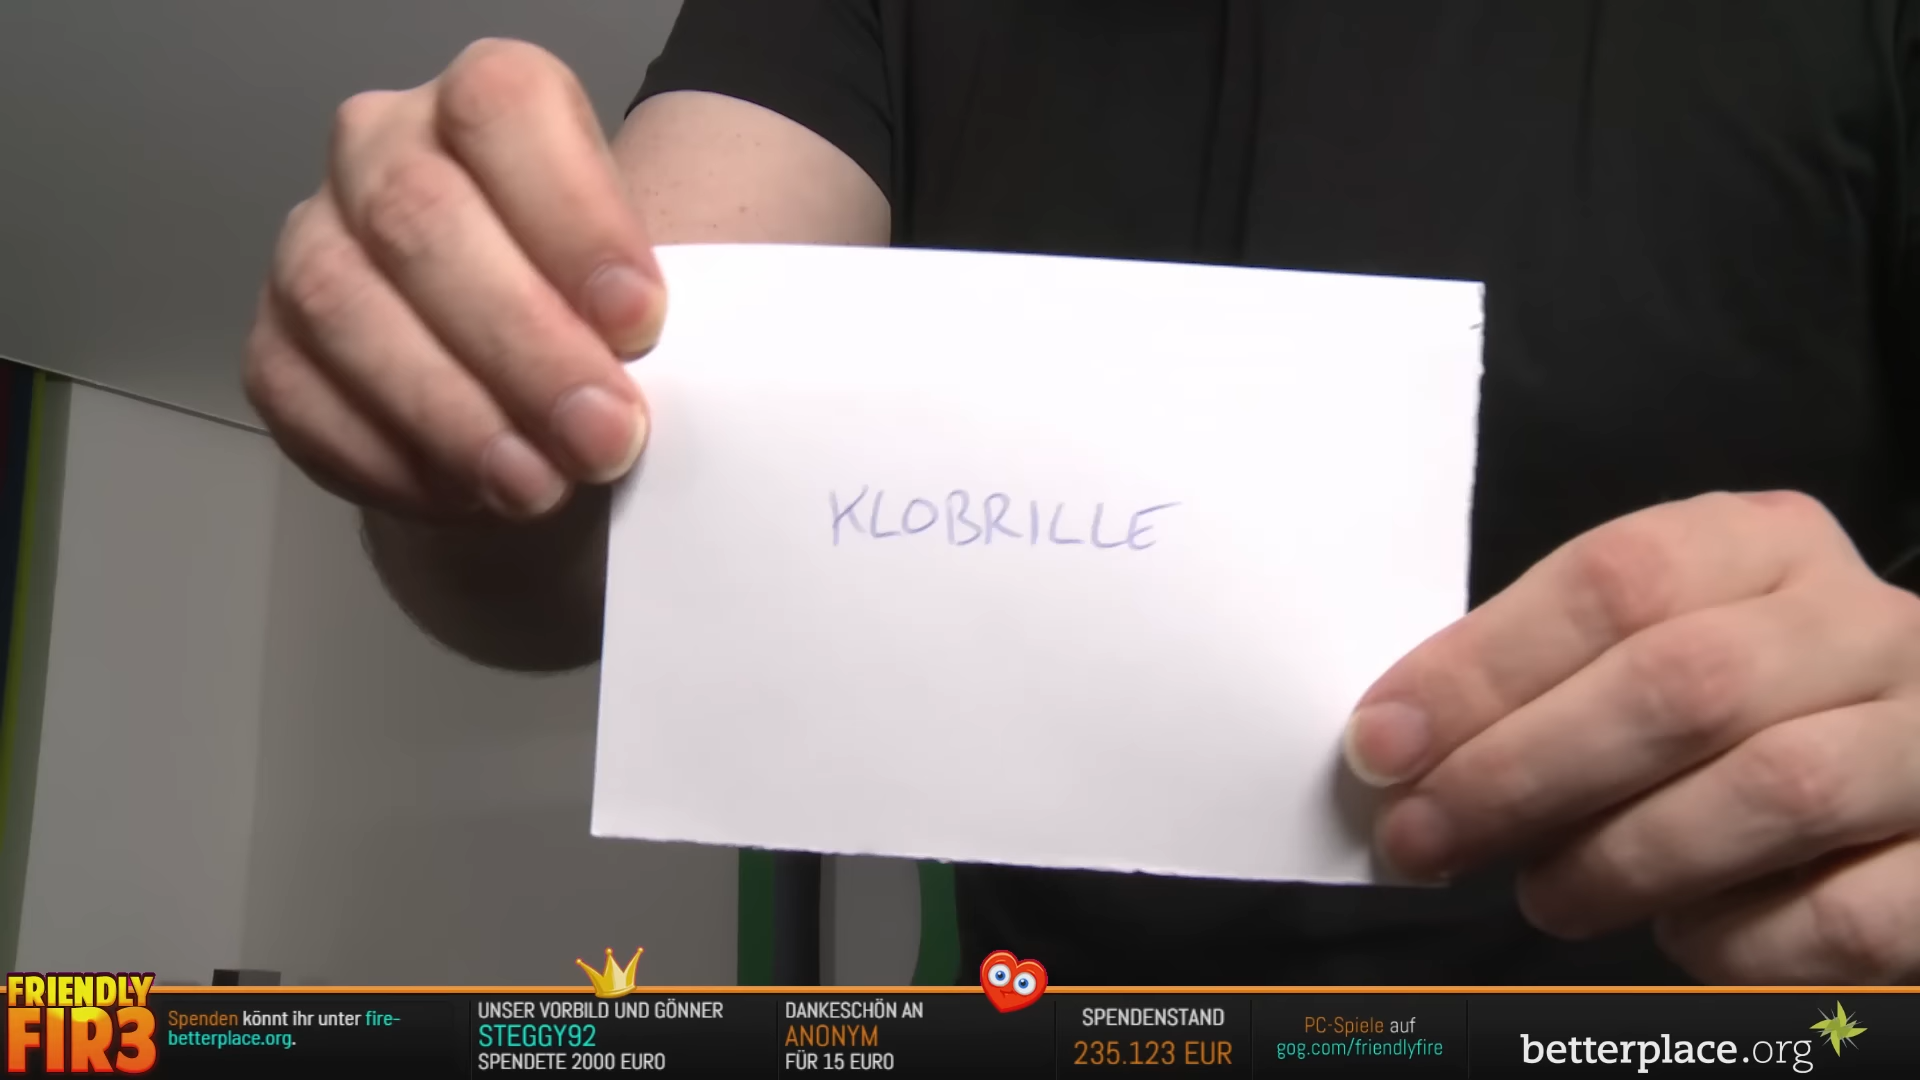 KLOBRILLE
FRIENDLY
FIR3
Spenden könnt ihr unter fire-
betterplace.org.
UNSER VORBILD UND GÖNNER
STEGGY92
SPENDETE 2000 EURO
DANKESCHÖN AN
ANONYM
FÜR 15 EURO
SPENDENSTAND
235.123 EUR
PC-Spiele auf
gog.com/friendlyfire
betterplace.org